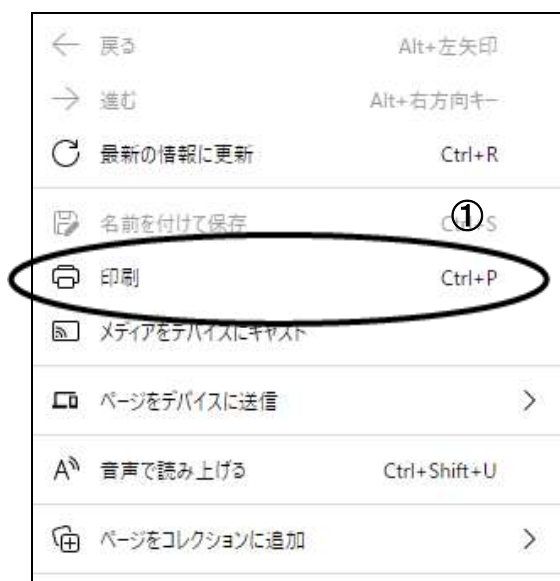 戻る Alt+左矢印
進む Alt+右方向キー
最新の情報に更新 Ctrl+R
①
名前を付けて保存 Ctrl+S
印刷 Ctrl+P
メディアをデバイスにキャスト
ページをデバイスに送信
音声で読み上げる Ctrl+Shift+U
ページをコレクションに追加